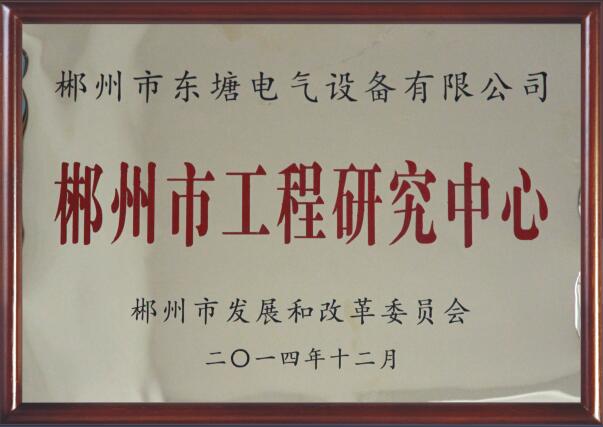 郴州市东塘电气设备有限公司
郴州市工程研究中心
郴州市发展和改革委员会
二〇一四年十二月